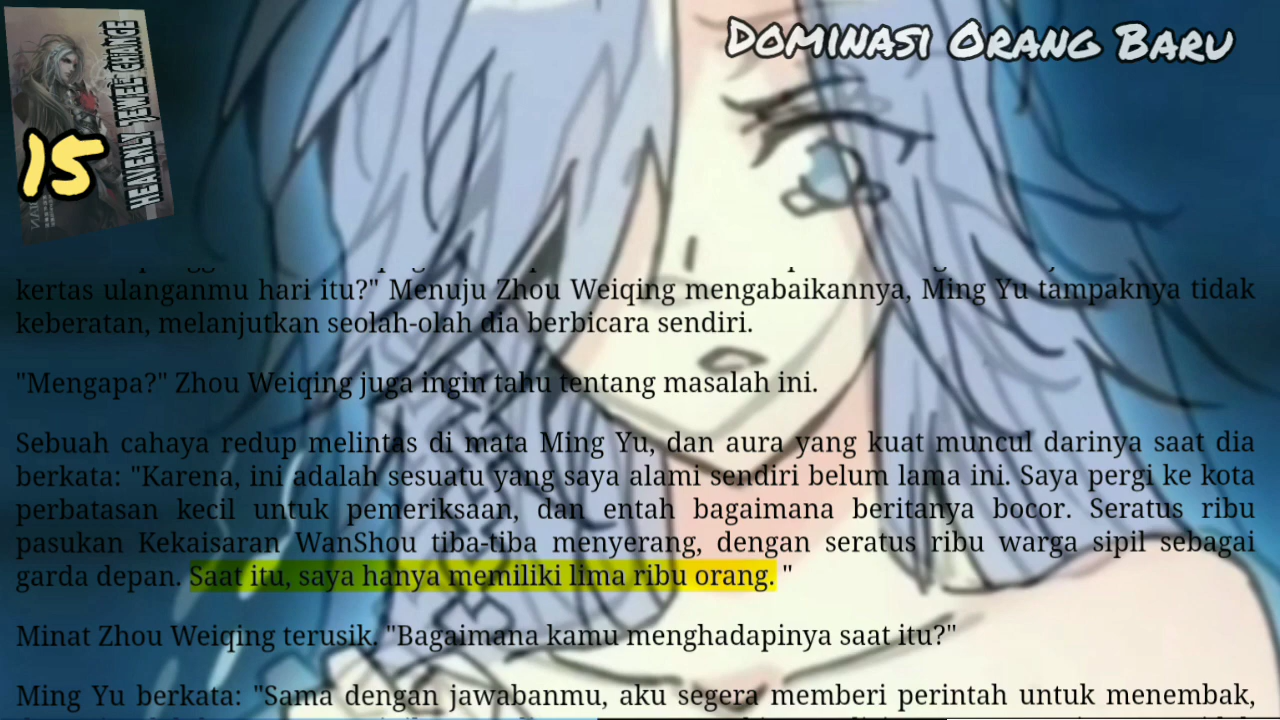 Dominasi Orang Baru
HEAVENLY JEWEL CHANGE
15
kertas ulanganmu hari itu?" Menuju Zhou Weiqing mengabaikannya, Ming Yu tampaknya tidak
keberatan, melanjutkan seolah-olah dia berbicara sendiri.
"Mengapa?" Zhou Weiqing juga ingin tahu tentang masalah ini.
Sebuah cahaya redup melintas di mata Ming Yu, dan aura yang kuat muncul darinya saat dia
berkata: "Karena, ini adalah sesuatu yang saya alami sendiri belum lama ini. Saya pergi ke kota
perbatasan kecil untuk pemeriksaan, dan entah bagaimana beritanya bocor. Seratus ribu
pasukan Kekaisaran WanShou tiba-tiba menyerang, dengan seratus ribu warga sipil sebagai
garda depan. Saat itu, saya hanya memiliki lima ribu orang. "
Minat Zhou Weiqing terusik. "Bagaimana kamu menghadapinya saat itu?"
Ming Yu berkata: "Sama dengan jawabanmu, aku segera memberi perintah untuk menembak,